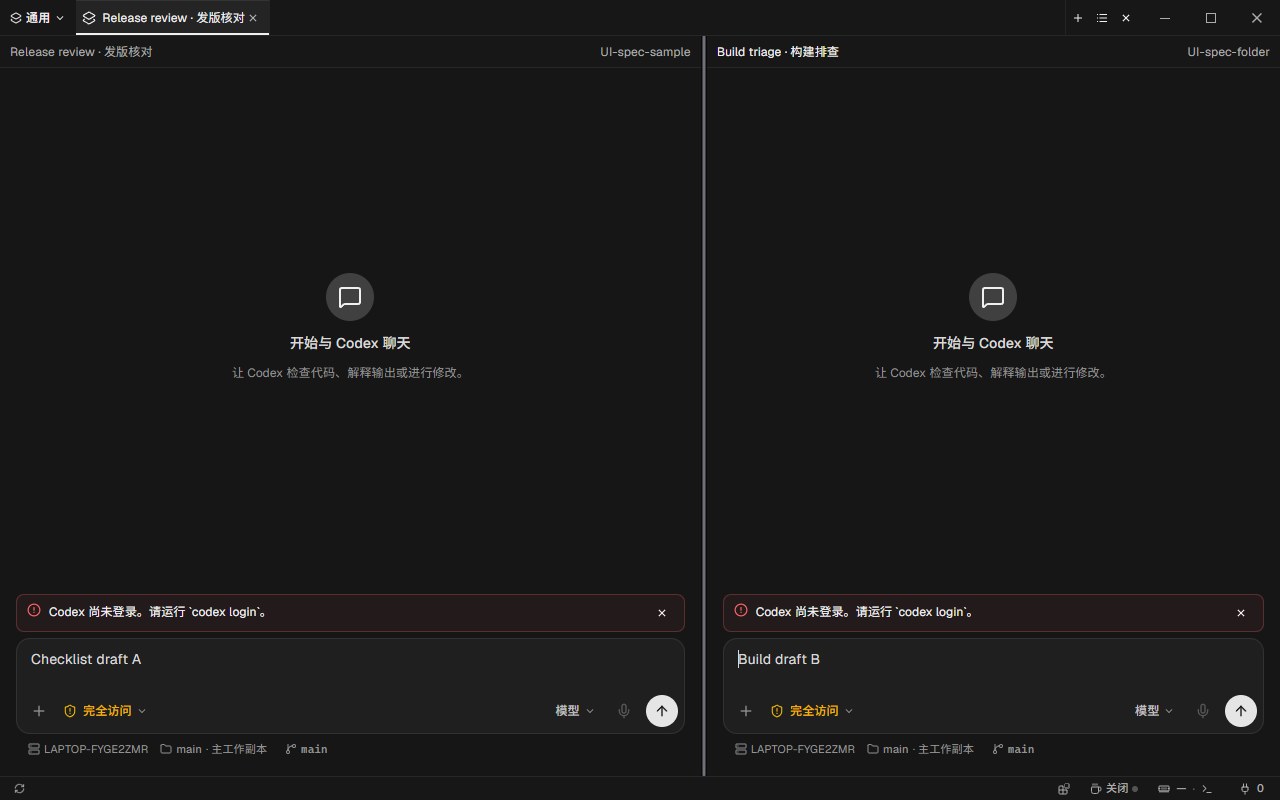 通用
Release review · 发版核对
Release review · 发版核对
UI-spec-sample
Build triage · 构建排查
UI-spec-folder
开始与 Codex 聊天
让 Codex 检查代码、解释输出或进行修改。
开始与 Codex 聊天
让 Codex 检查代码、解释输出或进行修改。
Codex 尚未登录。请运行 `codex login`。
Checklist draft A
完全访问
模型
LAPTOP-FYGE2ZMR
main · 主工作副本
main
Codex 尚未登录。请运行 `codex login`。
Build draft B
完全访问
模型
LAPTOP-FYGE2ZMR
main · 主工作副本
main
关闭
— ·
0